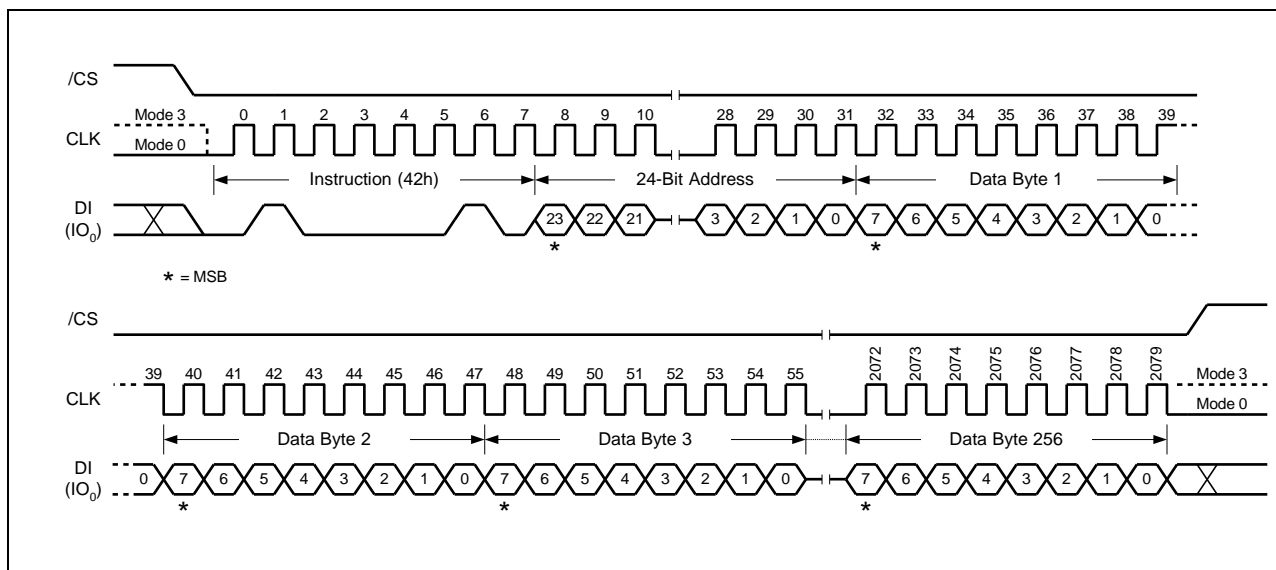 /CS
Mode 3
0 1 2 3 4 5 6 7 8 9 10 28 29 30 31 32 33 34 35 36 37 38 39
CLK
Mode 0
Instruction (42h) 24-Bit Address Data Byte 1
DI
(IO0)
23 22 21 3 2 1 0 7 6 5 4 3 2 1 0
* *
* = MSB
/CS
39 40 41 42 43 44 45 46 47 48 49 50 51 52 53 54 55 2072 2073 2074 2075 2076 2077 2078 2079
Mode 3
CLK
Mode 0
Data Byte 2 Data Byte 3 Data Byte 256
DI
(IO0)
0 7 6 5 4 3 2 1 0 7 6 5 4 3 2 1 0 7 6 5 4 3 2 1 0
* * *